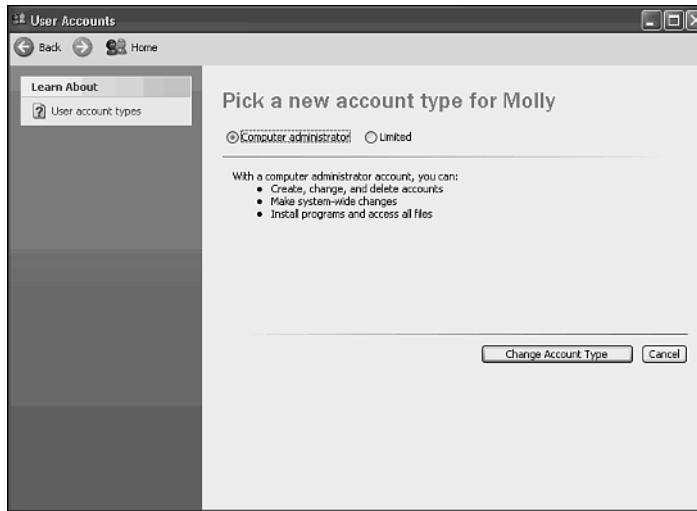 User Accounts
Back Home
Learn About
User account types
Pick a new account type for Molly
Computer administrator Limited
With a computer administrator account, you can:
• Create, change, and delete accounts
• Make system-wide changes
• Install programs and access all files
Change Account Type Cancel